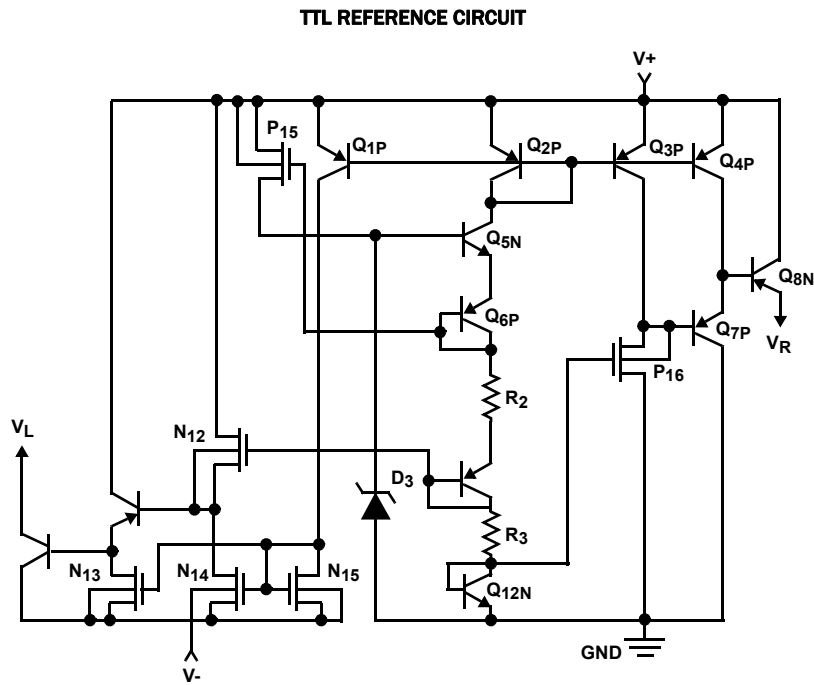 TTL REFERENCE CIRCUIT
V+
P15
Q1P
Q2P
Q3P
Q4P
Q5N
Q8N
Q6P
Q7P
VR
P16
R2
VL
N12
D3
R3
N13
N14
N15
Q12N
GND
V-